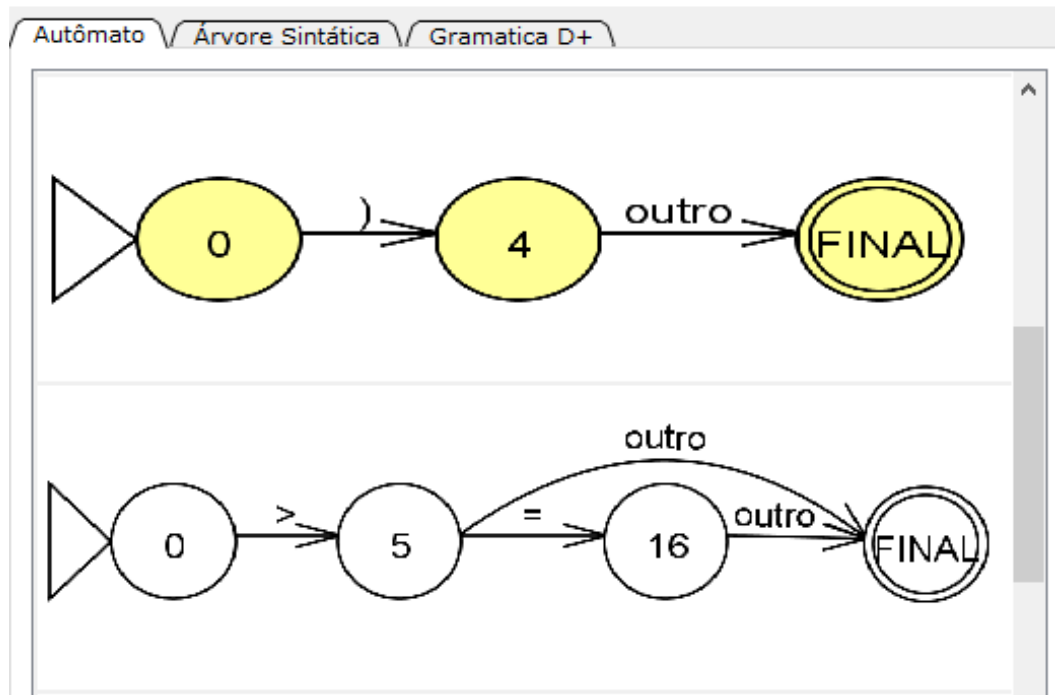 Autômato Árvore Sintática Gramatica D+
) outro
0 4 FINAL
outro
> = outro
0 5 16 FINAL